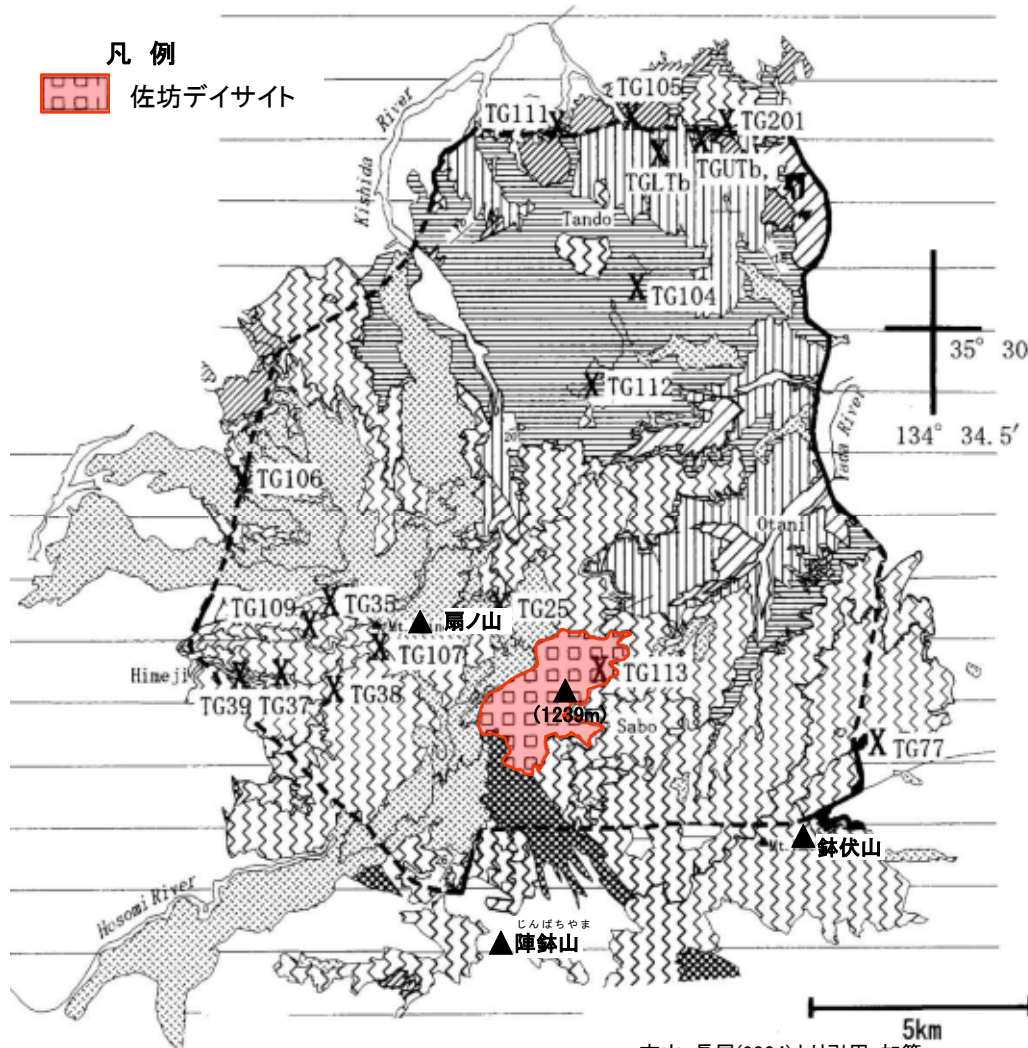 凡 例
佐坊デイサイト
Kishida River
TG111
TG105
TG201
TGUTb,
TGLTb
Tando
TG104
35° 30
TG112
134° 34.5′
Yada River
TG106
20
Otani
TG109
TG35
扇ノ山
TG25
TG107
TG113
Himeji
TG39
TG37
TG38
(1239m)
Sabo
TG77
Mt.
鉢伏山
Hosomi River
じんばちやま
陣鉢山
5km